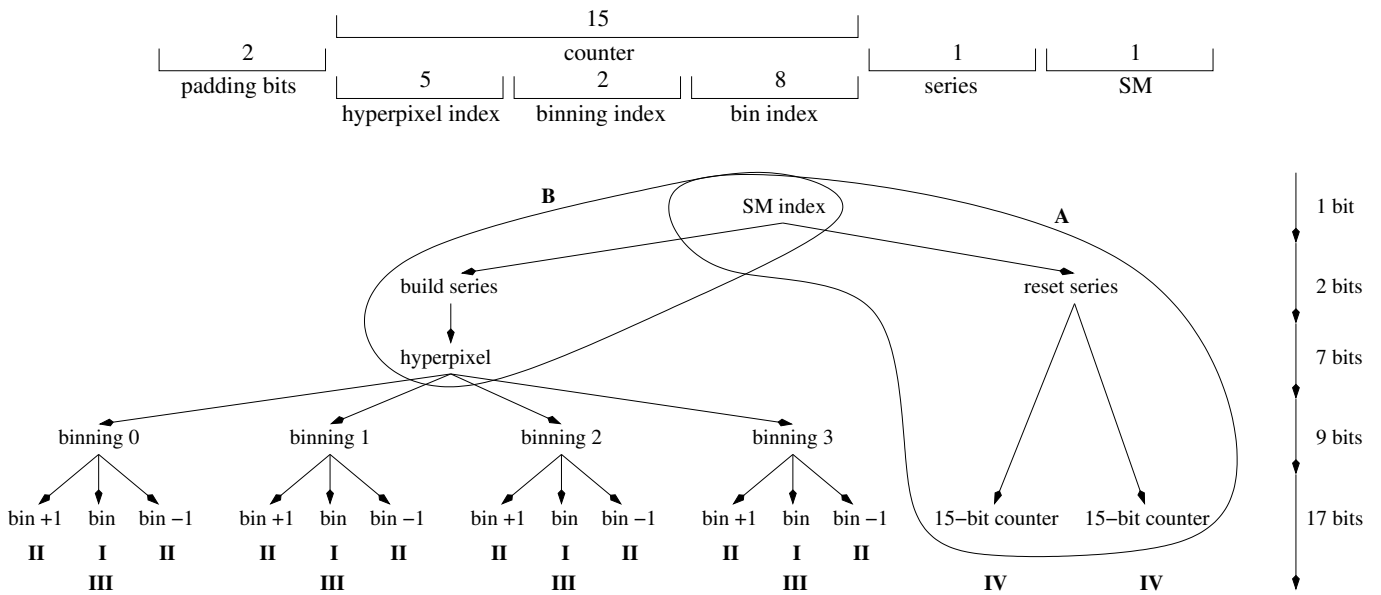 15
2 counter 1 1
padding bits 5 2 8 series SM
hyperpixel index binning index bin index
B SM index A 1 bit
build series reset series 2 bits
hyperpixel 7 bits
binning 0 binning 1 binning 2 binning 3 9 bits
bin +1 bin bin −1 bin +1 bin bin −1 bin +1 bin bin −1 bin +1 bin bin −1 15−bit counter 15−bit counter 17 bits
II I II II I II II I II II I II
III III III III IV IV